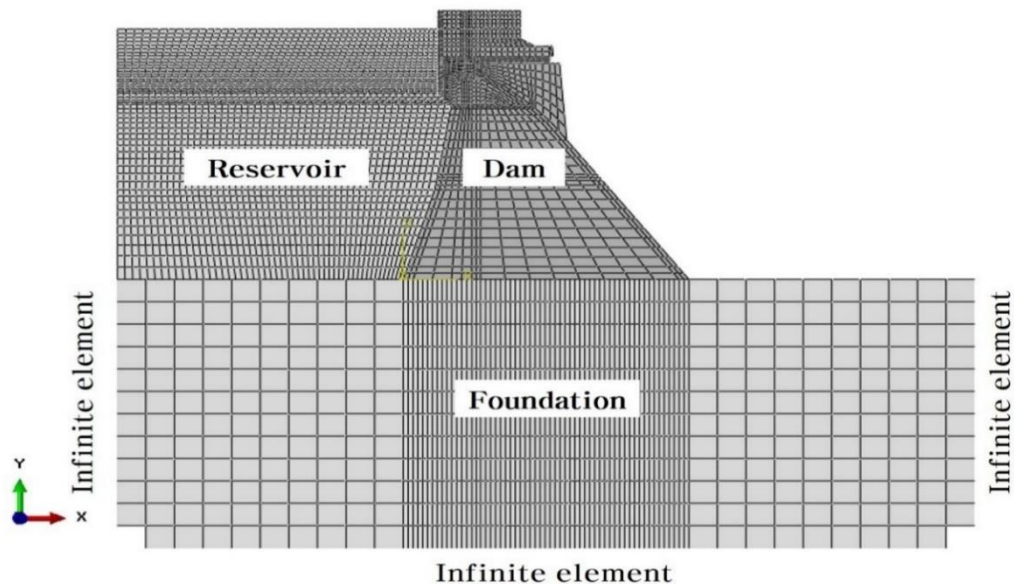 Reservoir
Dam
Infinite element
Foundation
Infinite element
Y
X
Infinite element